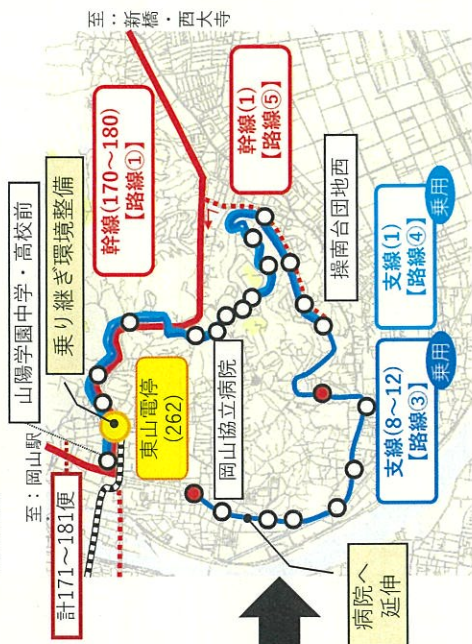 至：岡山駅
計171～181便
山陽学園中学・高校前
乗り継ぎ環境整備
幹線(170～180)
【路線①】
至：新
橋・西大
寺
東山電停
(262)
幹線(1)
【路線⑤】
岡山協立病院
操南台団地西
病院へ
延伸
支線(8～12)
【路線③】
乗用
支線(1)
【路線④】
乗用